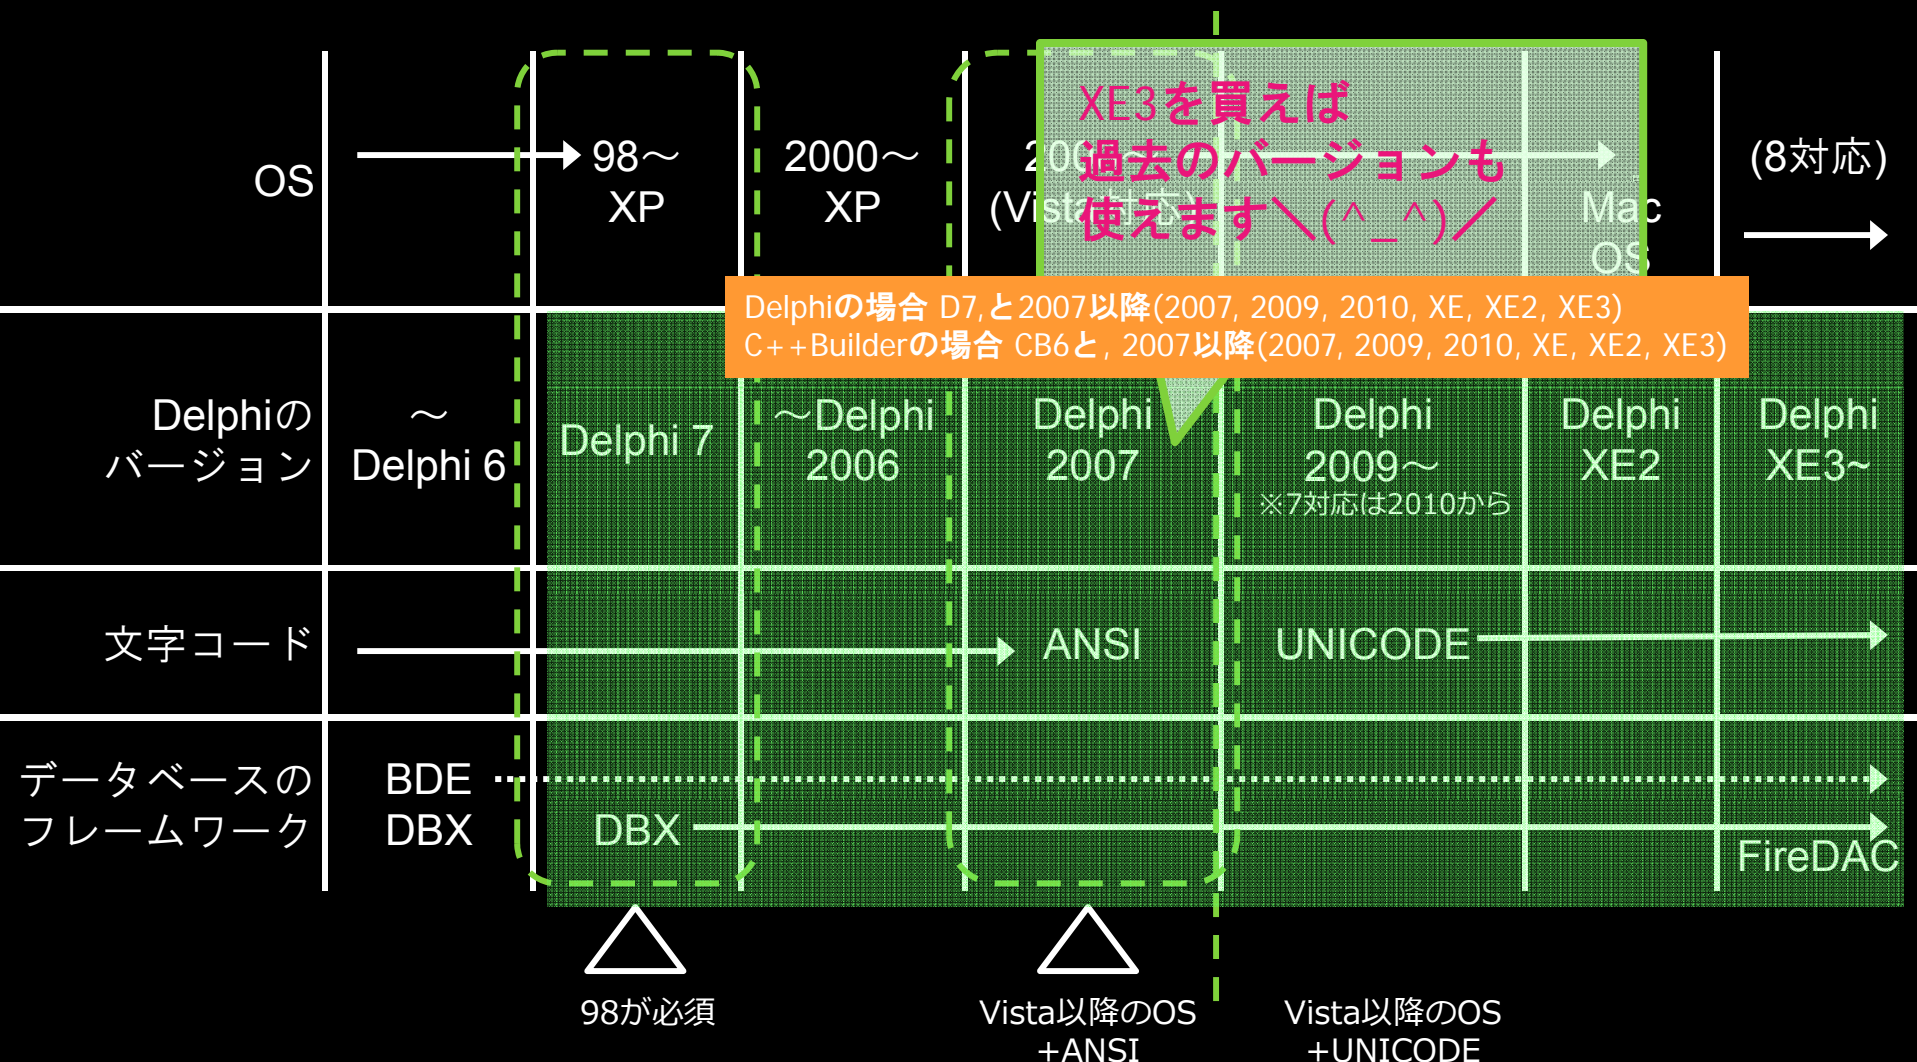 XE3を買えば
過去のバージョンも
使えます＼(^_^)／
OS
98～
XP
2000～
XP
(Vista対応)
Mac
OS
(8対応)
Delphiの場合 D7,と2007以降(2007, 2009, 2010, XE, XE2, XE3)
C++Builderの場合 CB6と, 2007以降(2007, 2009, 2010, XE, XE2, XE3)
Delphiの
バージョン
～
Delphi 6
Delphi 7
～Delphi
2006
Delphi
2007
Delphi
2009～
※7対応は2010から
Delphi
XE2
Delphi
XE3~
文字コード
ANSI
UNICODE
データベースの
フレームワーク
BDE
DBX
DBX
FireDAC
98が必須
Vista以降のOS
+ANSI
Vista以降のOS
+UNICODE